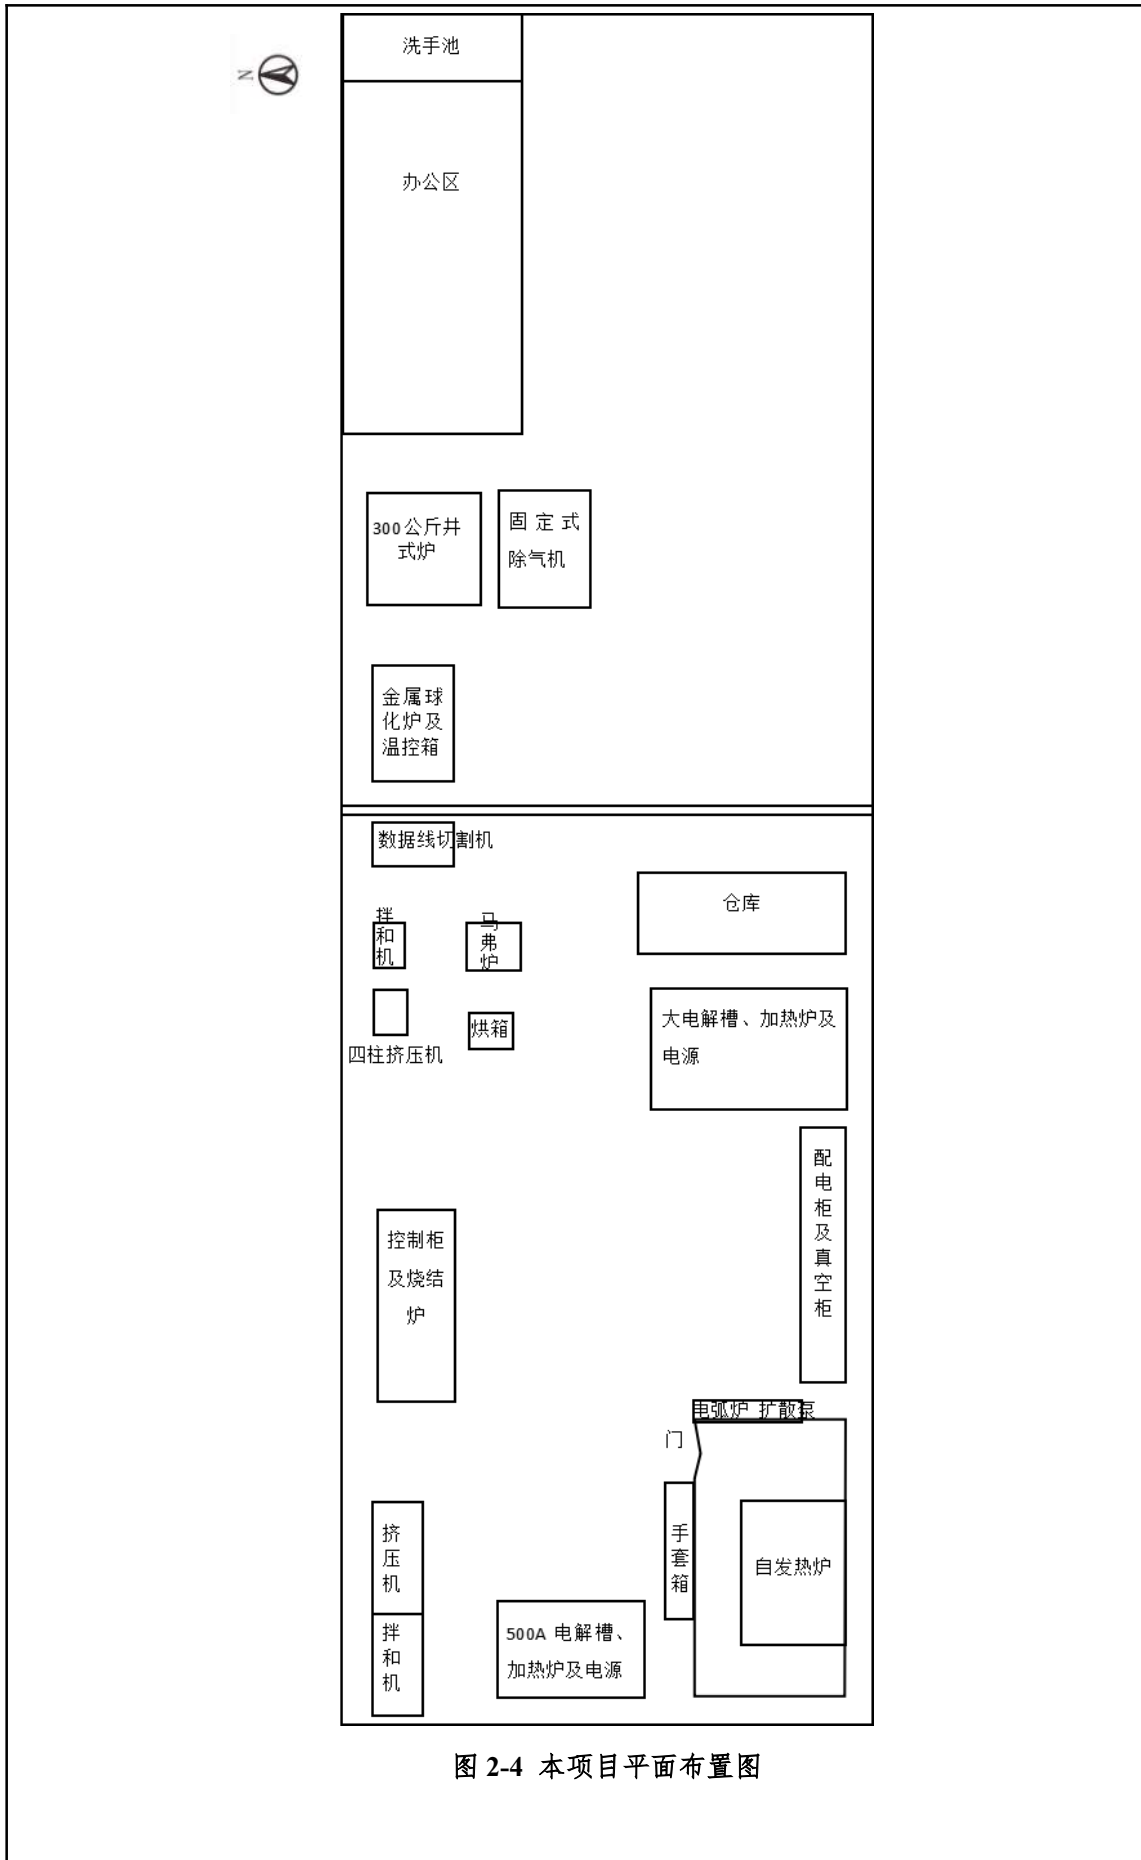 洗手池
N
办公区
300公斤井
式炉
固定式
除气机
金属球
化炉及
温控箱
数据线切割机
仓库
拌
和
机
马
弗
炉
大电解槽、加热炉及
电源
烘箱
四柱挤压机
配
电
柜
及
真
空
柜
控制柜
及烧结
炉
电弧炉 扩散泵
门
手
套
箱
自发热炉
挤
压
机
拌
和
机
500A 电解槽、
加热炉及电源
图 2-4 本项目平面布置图